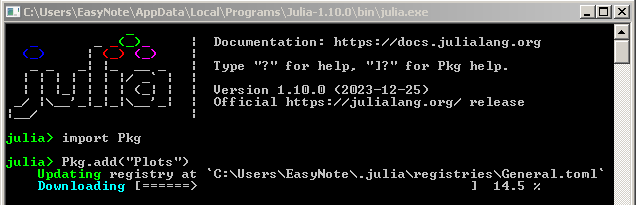 C:\Users\EasyNote\AppData\Local\Programs\Julia-1.10.0\bin\julia.exe
Documentation: https://docs.julialang.org
Type "?" for help, "]?" for Pkg help.
Version 1.10.0 (2023-12-25)
Official https://julialang.org/ release
julia> import Pkg
julia> Pkg.add("Plots")
Updating registry at `C:\Users\EasyNote\.julia\registries\General.toml`
Downloading [======>                                  ]  14.5 %